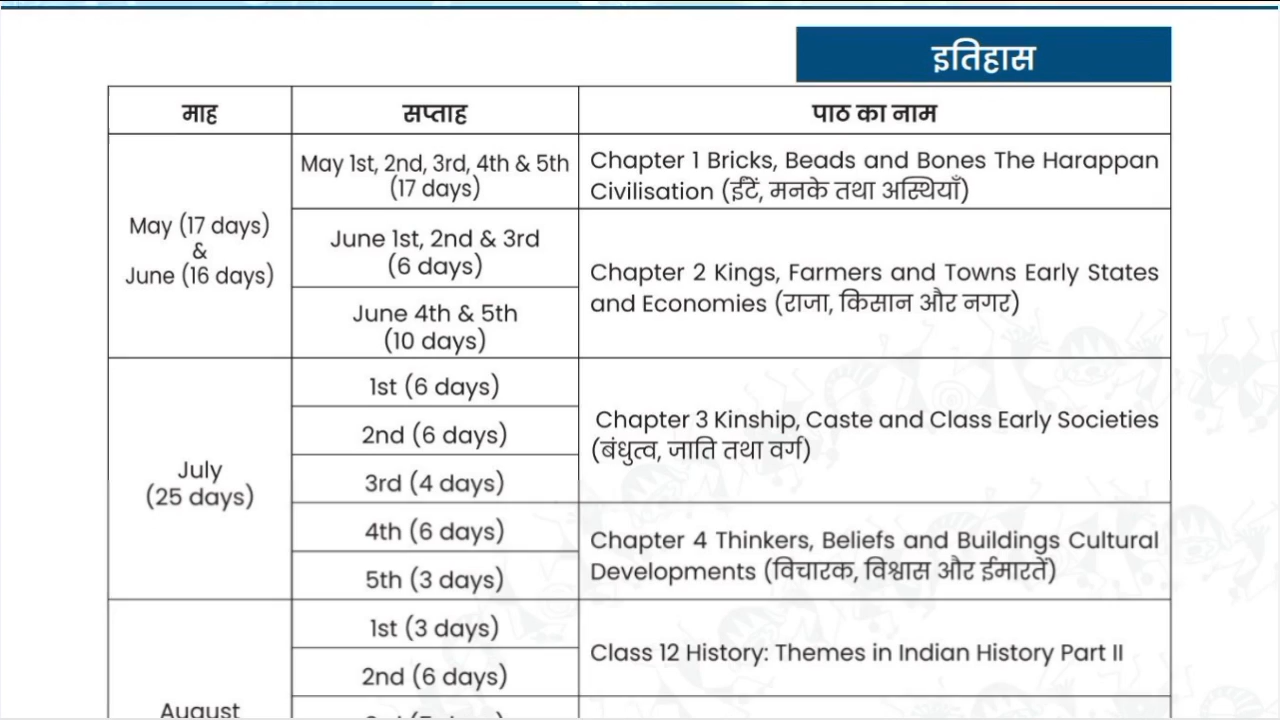 इतिहास
माह सप्ताह पाठ का नाम
May (17 days)
&
June (16 days)
May 1st, 2nd, 3rd, 4th & 5th
(17 days)
Chapter 1 Bricks, Beads and Bones The Harappan
Civilisation (ईंटें, मनके तथा अस्थियाँ)
June 1st, 2nd & 3rd
(6 days)
June 4th & 5th
(10 days)
Chapter 2 Kings, Farmers and Towns Early States
and Economies (राजा, किसान और नगर)
July
(25 days)
1st (6 days)
2nd (6 days)
3rd (4 days)
Chapter 3 Kinship, Caste and Class Early Societies
(बंधुत्व, जाति तथा वर्ग)
4th (6 days)
5th (3 days)
Chapter 4 Thinkers, Beliefs and Buildings Cultural
Developments (विचारक, विश्वास और ईमारतें)
August
1st (3 days)
2nd (6 days)
Class 12 History: Themes in Indian History Part II